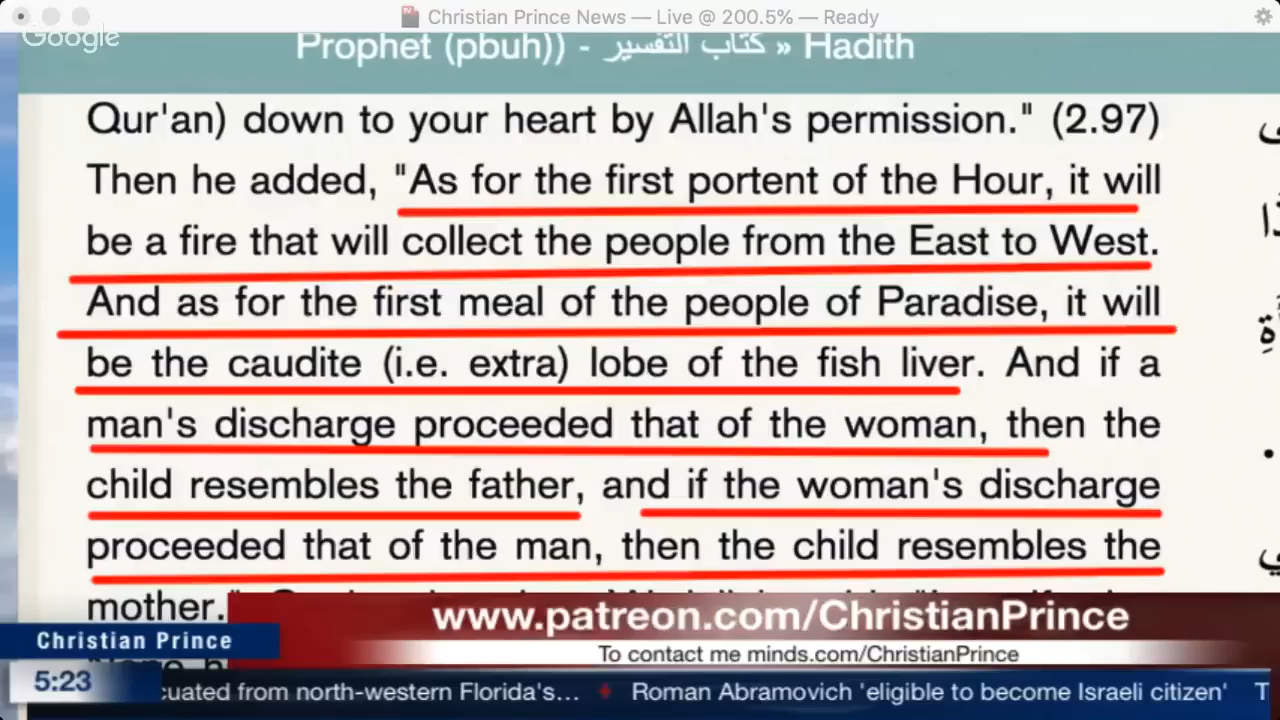 Christian Prince News — Live @ 200.5% — Ready
Google
Prophet (pbuh)) - كتاب التفسير » Hadith
Qur'an) down to your heart by Allah's permission." (2.97)
Then he added, "As for the first portent of the Hour, it will
be a fire that will collect the people from the East to West.
And as for the first meal of the people of Paradise, it will
be the caudite (i.e. extra) lobe of the fish liver. And if a
man's discharge proceeded that of the woman, then the
child resembles the father, and if the woman's discharge
proceeded that of the man, then the child resembles the
mother."
www.patreon.com/ChristianPrince
Christian Prince
To contact me minds.com/ChristianPrince
5:23
cuated from north-western Florida's... Roman Abramovich 'eligible to become Israeli citizen' T